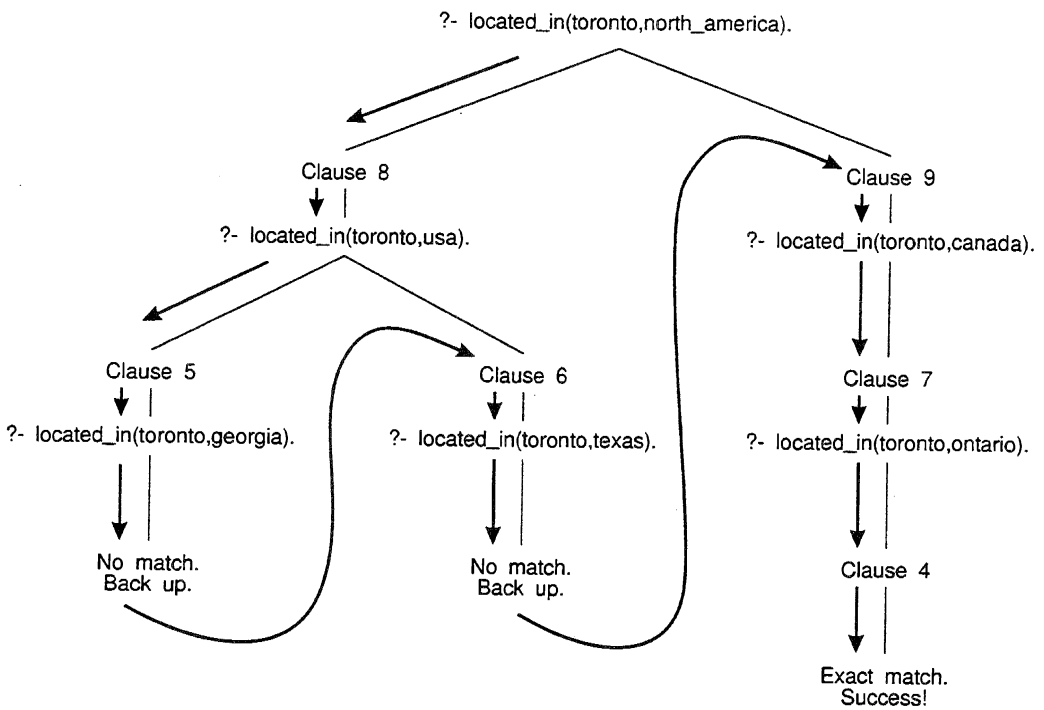 ?- located_in(toronto,north_america).
Clause 8
Clause 9
?- located_in(toronto,usa).
?- located_in(toronto,canada).
Clause 5
Clause 6
Clause 7
?- located_in(toronto,georgia).
?- located_in(toronto,texas).
?- located_in(toronto,ontario).
No match.
Back up.
No match.
Back up.
Clause 4
Exact match.
Success!